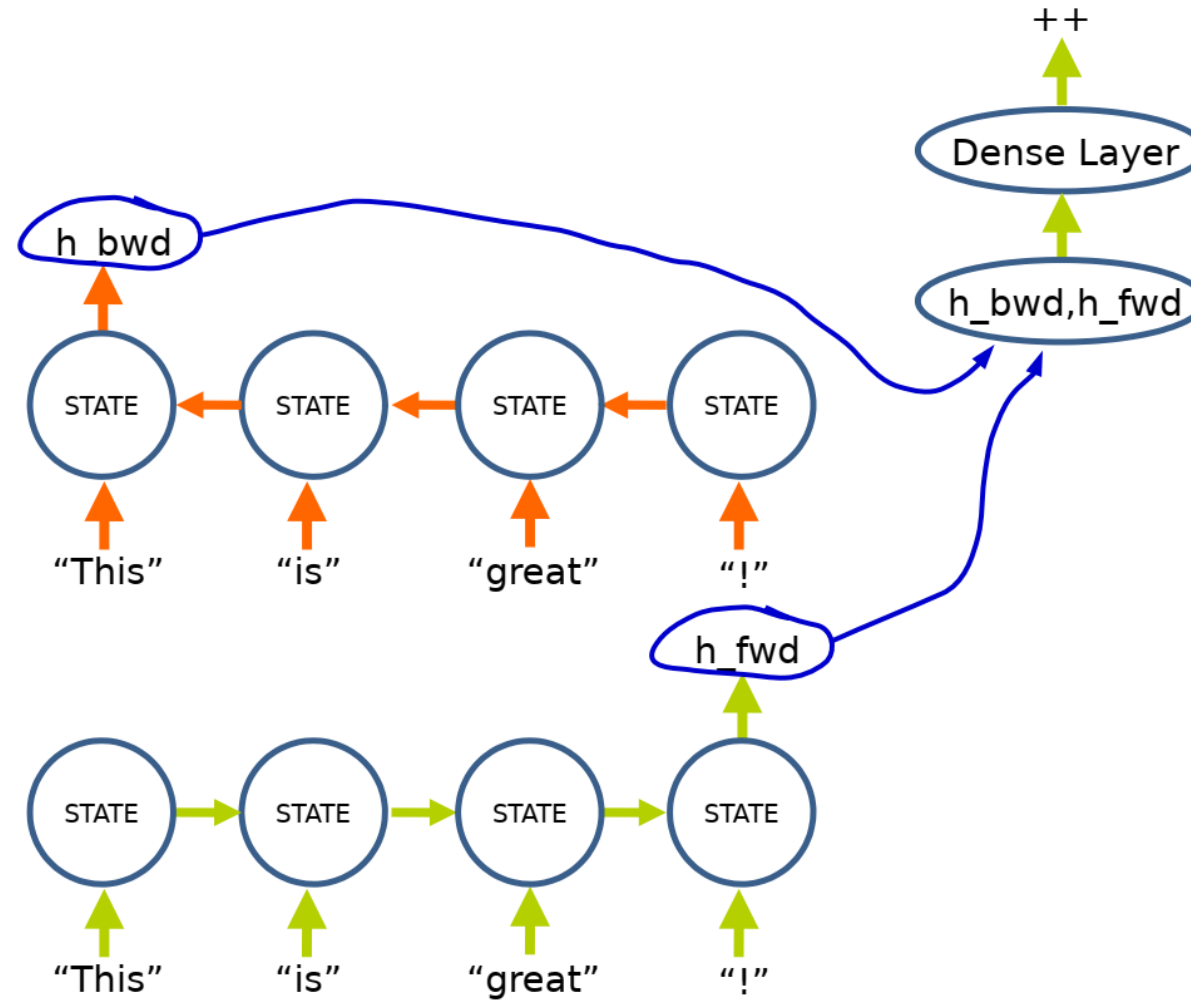 ++
Dense Layer
h_bwd
h_bwd,h_fwd
STATE STATE STATE STATE
“This” “is” “great” “!”
h_fwd
STATE STATE STATE STATE
“This” “is” “great” “!”